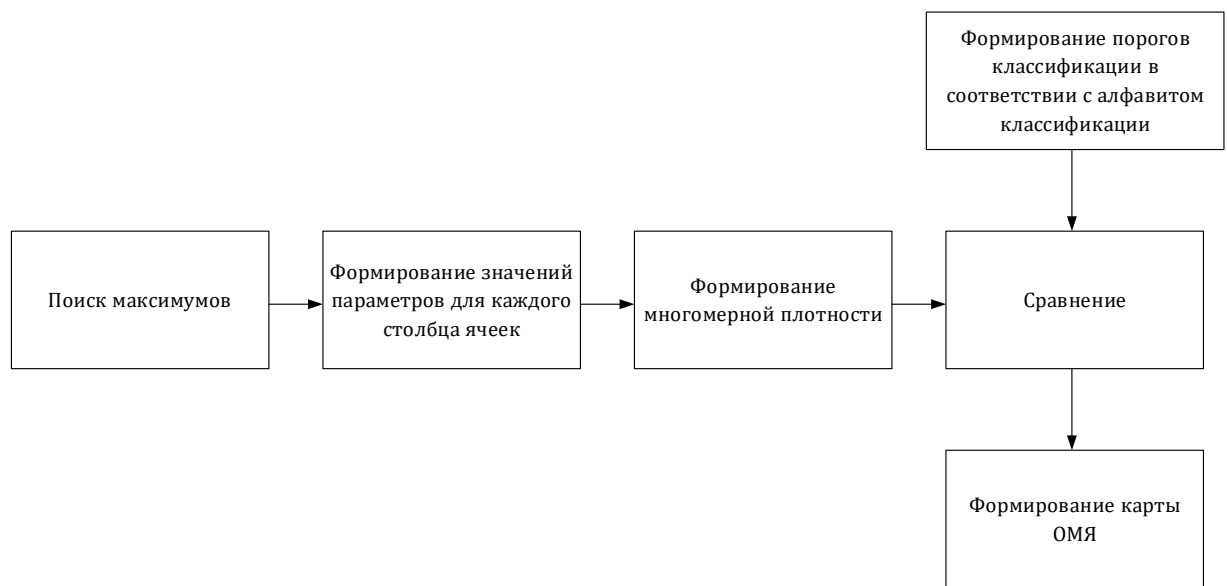 Формирование порогов
классификации в
соответствии с алфавитом
классификации
Поиск максимумов
Формирование значений
параметров для каждого
столбца ячеек
Формирование
многомерной плотности
Сравнение
Формирование карты
ОМЯ